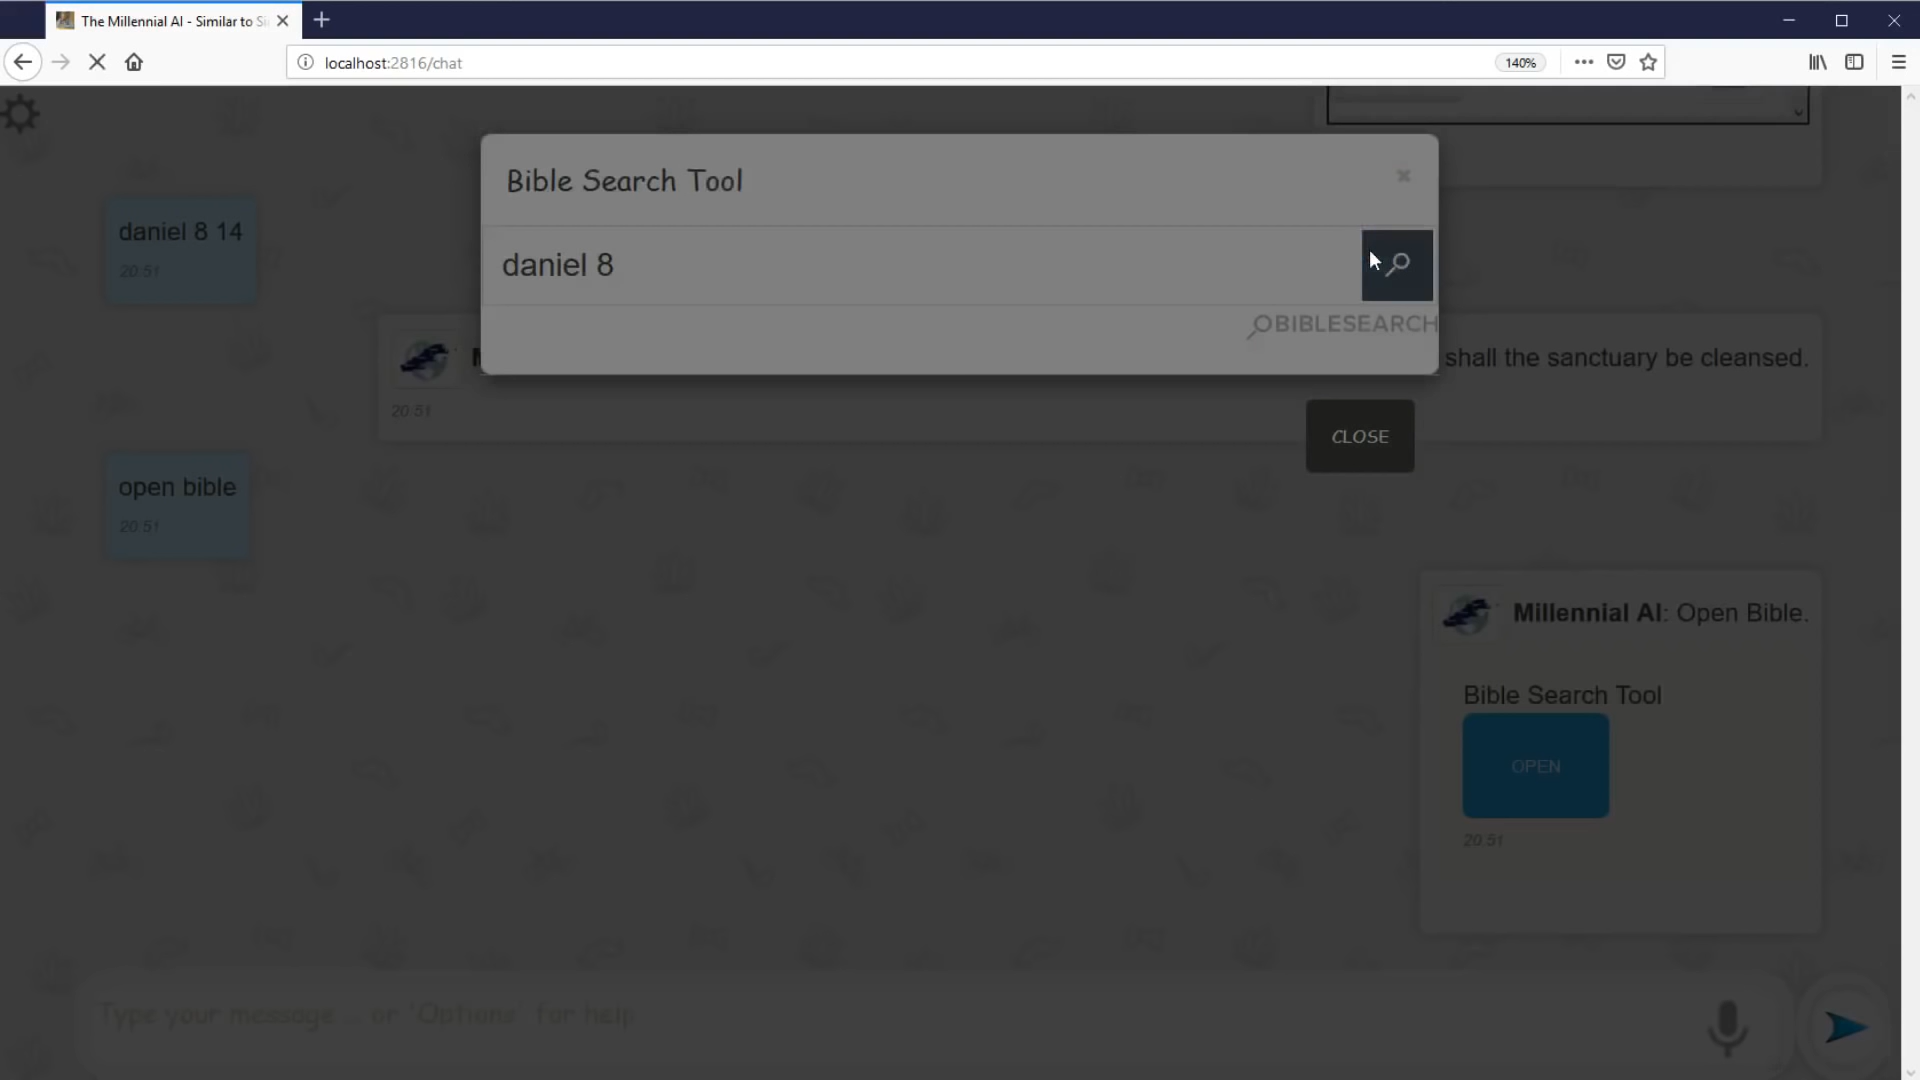 The Millennial AI - Similar to Si
localhost:2816/chat
140%
Bible Search Tool
daniel 8 14
20:51
daniel 8
BIBLESEARCH
shall the sanctuary be cleansed.
20:51
CLOSE
open bible
20:51
Millennial AI: Open Bible.
Bible Search Tool
OPEN
20:51
Type your message ... or 'Options' for help